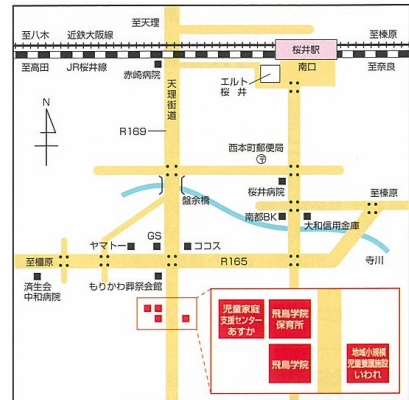 至天理
至八木
近鉄大阪線
桜井駅
至榛原
至高田
JR桜井線
赤崎病院
南口
至奈良
エルト
桜 井
天理街道
N
R169
西本町郵便局
〒
桜井病院
磐余橋
至榛原
南都BK
大和信用金庫
ヤマトー
GS
ココス
至橿原
R165
寺川
済生会
中和病院
もりかわ葬祭会館
児童家庭
支援センター
あすか
飛鳥学院
保育所
飛鳥学院
地域小規模
児童養護施設
いわれ